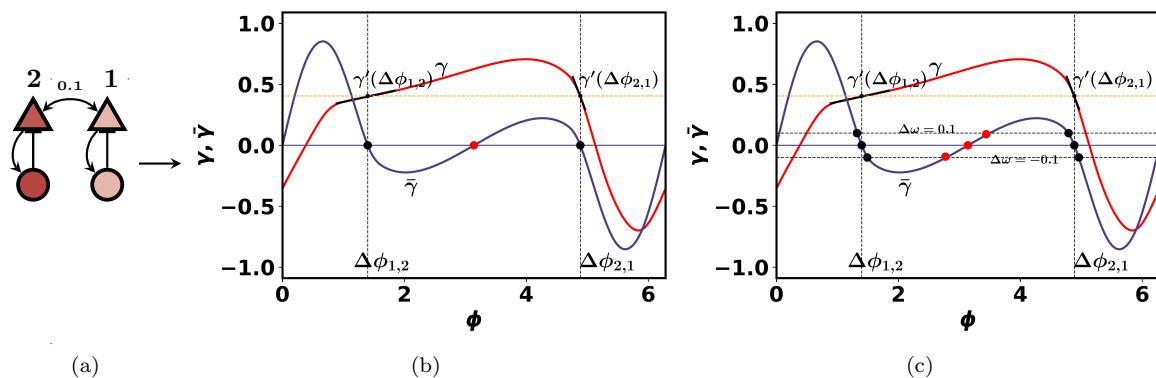 2 0.1 1
(a)
γ, γ̄
1.0
0.5
0.0
−0.5
−1.0
γ′(Δϕ₁,₂)
γ
γ′(Δϕ₂,₁)
γ̄
Δϕ₁,₂
Δϕ₂,₁
0 2 4 6
ϕ
(b)
γ, γ̄
1.0
0.5
0.0
−0.5
−1.0
γ′(Δϕ₁,₂)
γ
γ′(Δϕ₂,₁)
Δω = 0.1
Δω = −0.1
γ̄
Δϕ₁,₂
Δϕ₂,₁
0 2 4 6
ϕ
(c)